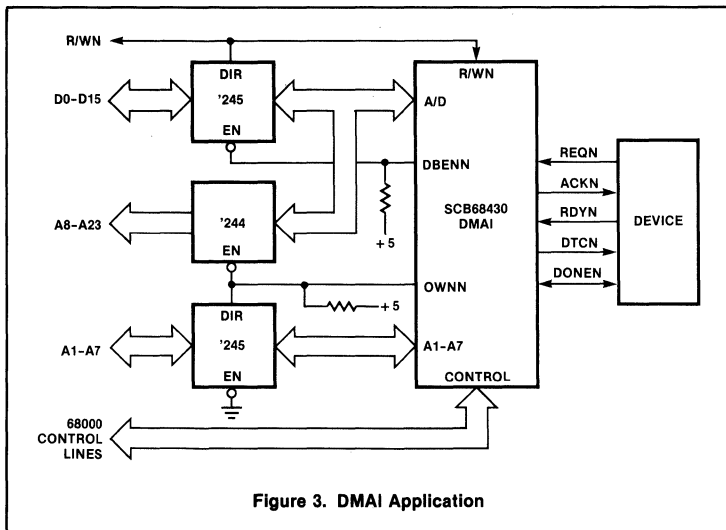 R/WN
DIR
R/WN
D0-D15
'245
A/D
EN
DBENN
REQN
SCB68430
DMAI
ACKN
A8-A23
'244
RDYN
DEVICE
+5
EN
DTCN
OWNN
DONEN
DIR
+5
A1-A7
'245
A1-A7
EN
CONTROL
68000
CONTROL
LINES
Figure 3. DMAI Application